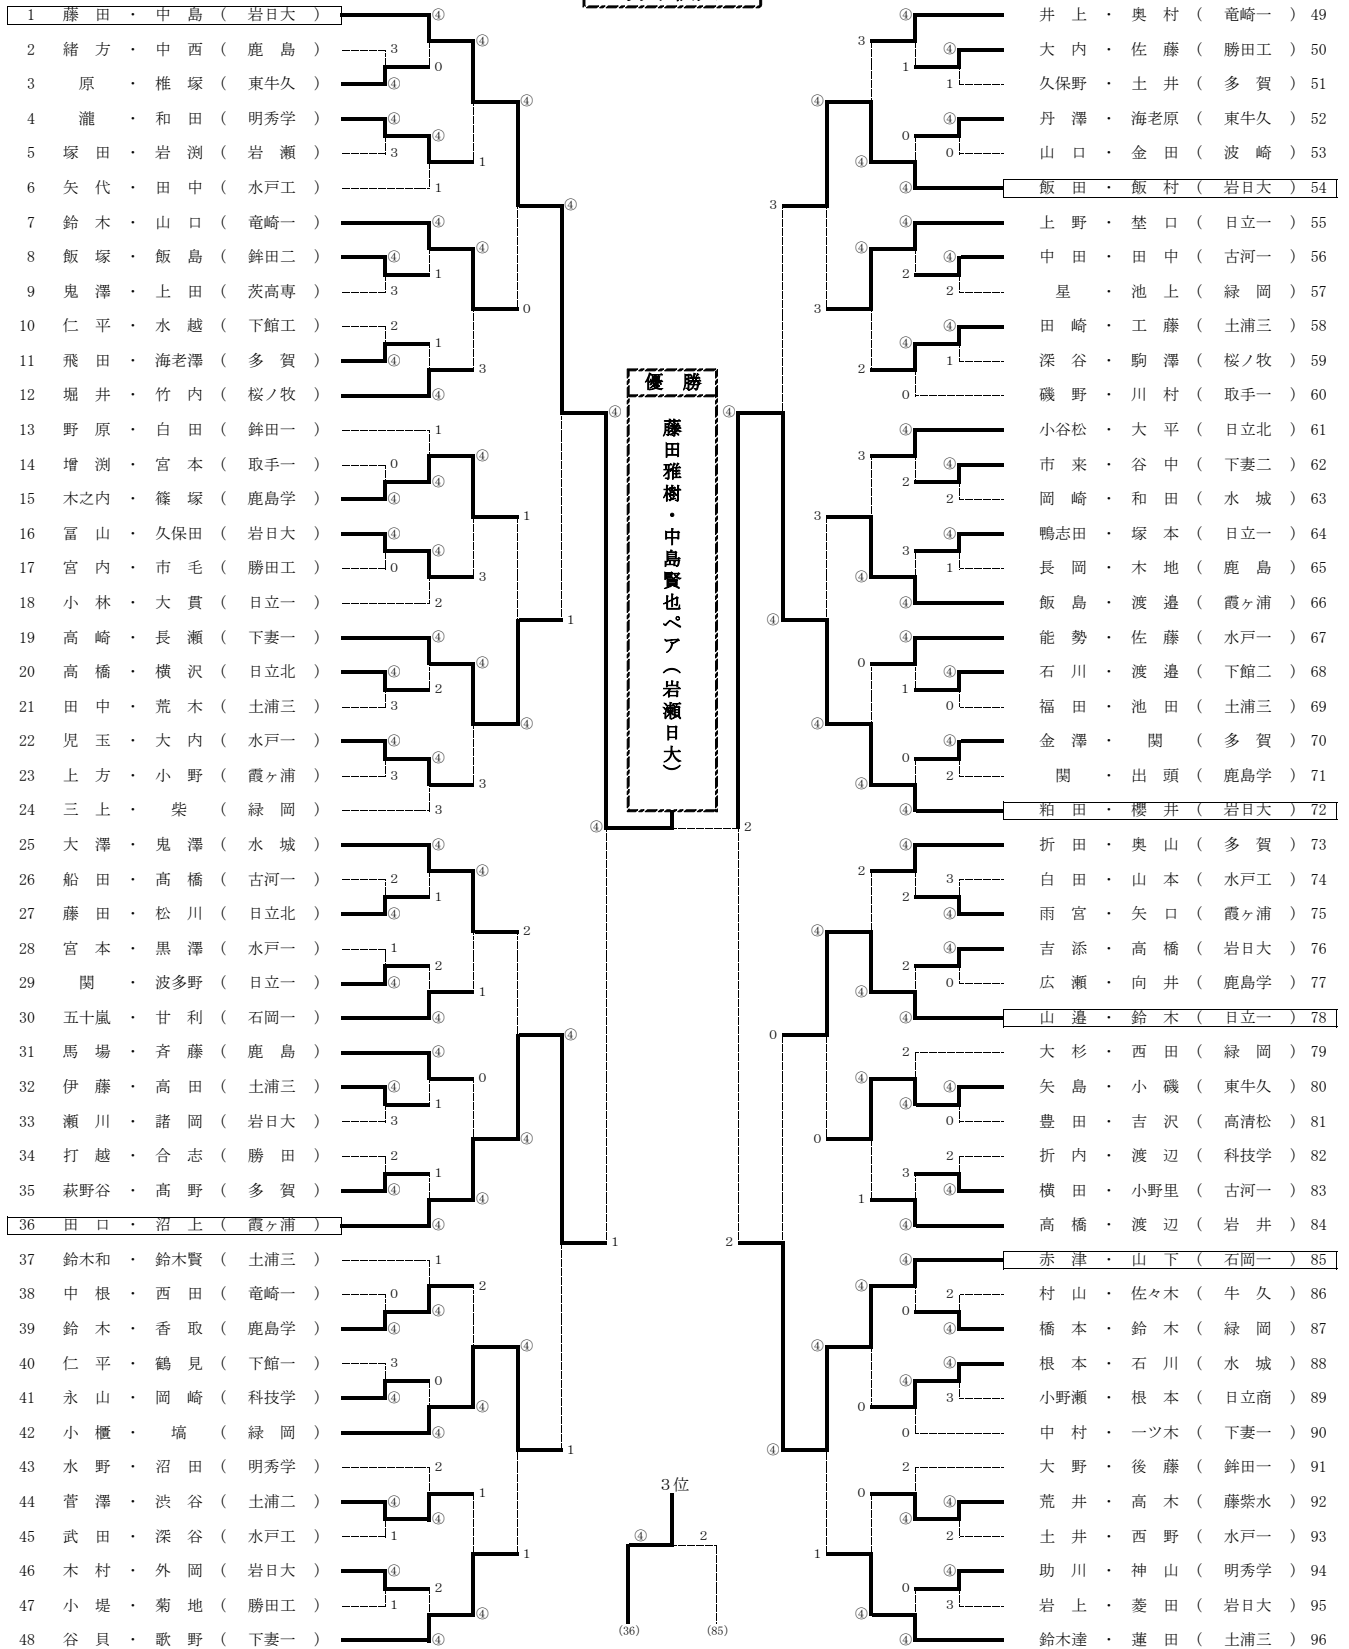 1 藤田・中島（岩日大）
2 緒方・中西（鹿島）
3 原・椎塚（東牛久）
4 瀧・和田（明秀学）
5 塚田・岩渕（岩瀬）
6 矢代・田中（水戸工）
7 鈴木・山口（竜崎一）
8 飯塚・飯島（鉾田二）
9 鬼澤・上田（茨高専）
10 仁平・水越（下館工）
11 飛田・海老澤（多賀）
12 堀井・竹内（桜ノ牧）
13 野原・白田（鉾田一）
14 増渕・宮本（取手一）
15 木之内・篠塚（鹿島学）
16 冨山・久保田（岩日大）
17 宮内・市毛（勝田工）
18 小林・大貫（日立一）
19 高崎・長瀬（下妻一）
20 高橋・横沢（日立北）
21 田中・荒木（土浦三）
22 児玉・大内（水戸一）
23 上方・小野（霞ヶ浦）
24 三上・柴（緑岡）
25 大澤・鬼澤（水城）
26 船田・髙橋（古河一）
27 藤田・松川（日立北）
28 宮本・黒澤（水戸一）
29 関・波多野（日立一）
30 五十嵐・甘利（石岡一）
31 馬場・斉藤（鹿島）
32 伊藤・高田（土浦三）
33 瀬川・諸岡（岩日大）
34 打越・合志（勝田）
35 萩野谷・髙野（多賀）
36 田口・沼上（霞ヶ浦）
37 鈴木和・鈴木賢（土浦三）
38 中根・西田（竜崎一）
39 鈴木・香取（鹿島学）
40 仁平・鶴見（下館一）
41 永山・岡崎（科技学）
42 小櫃・塙（緑岡）
43 水野・沼田（明秀学）
44 菅澤・渋谷（土浦二）
45 武田・深谷（水戸工）
46 木村・外岡（岩日大）
47 小堤・菊地（勝田工）
48 谷貝・歌野（下妻一）
優勝
藤田雅樹・中島賢也ペア（岩瀬日大）
3位
④ 2
(36) (85)
井上・奥村（竜崎一）49
大内・佐藤（勝田工）50
久保野・土井（多賀）51
丹澤・海老原（東牛久）52
山口・金田（波崎）53
飯田・飯村（岩日大）54
上野・埜口（日立一）55
中田・田中（古河一）56
星・池上（緑岡）57
田崎・工藤（土浦三）58
深谷・駒澤（桜ノ牧）59
磯野・川村（取手一）60
小谷松・大平（日立北）61
市来・谷中（下妻二）62
岡崎・和田（水城）63
鴨志田・塚本（日立一）64
長岡・木地（鹿島）65
飯島・渡邉（霞ヶ浦）66
能勢・佐藤（水戸一）67
石川・渡邉（下館二）68
福田・池田（土浦三）69
金澤・関（多賀）70
関・出頭（鹿島学）71
粕田・櫻井（岩日大）72
折田・奥山（多賀）73
白田・山本（水戸工）74
雨宮・矢口（霞ヶ浦）75
吉添・高橋（岩日大）76
広瀬・向井（鹿島学）77
山邉・鈴木（日立一）78
大杉・西田（緑岡）79
矢島・小磯（東牛久）80
豊田・吉沢（高清松）81
折内・渡辺（科技学）82
横田・小野里（古河一）83
高橋・渡辺（岩井）84
赤津・山下（石岡一）85
村山・佐々木（牛久）86
橋本・鈴木（緑岡）87
根本・石川（水城）88
小野瀬・根本（日立商）89
中村・一ツ木（下妻一）90
大野・後藤（鉾田一）91
荒井・高木（藤紫水）92
土井・西野（水戸一）93
助川・神山（明秀学）94
岩上・菱田（岩日大）95
鈴木達・蓮田（土浦三）96